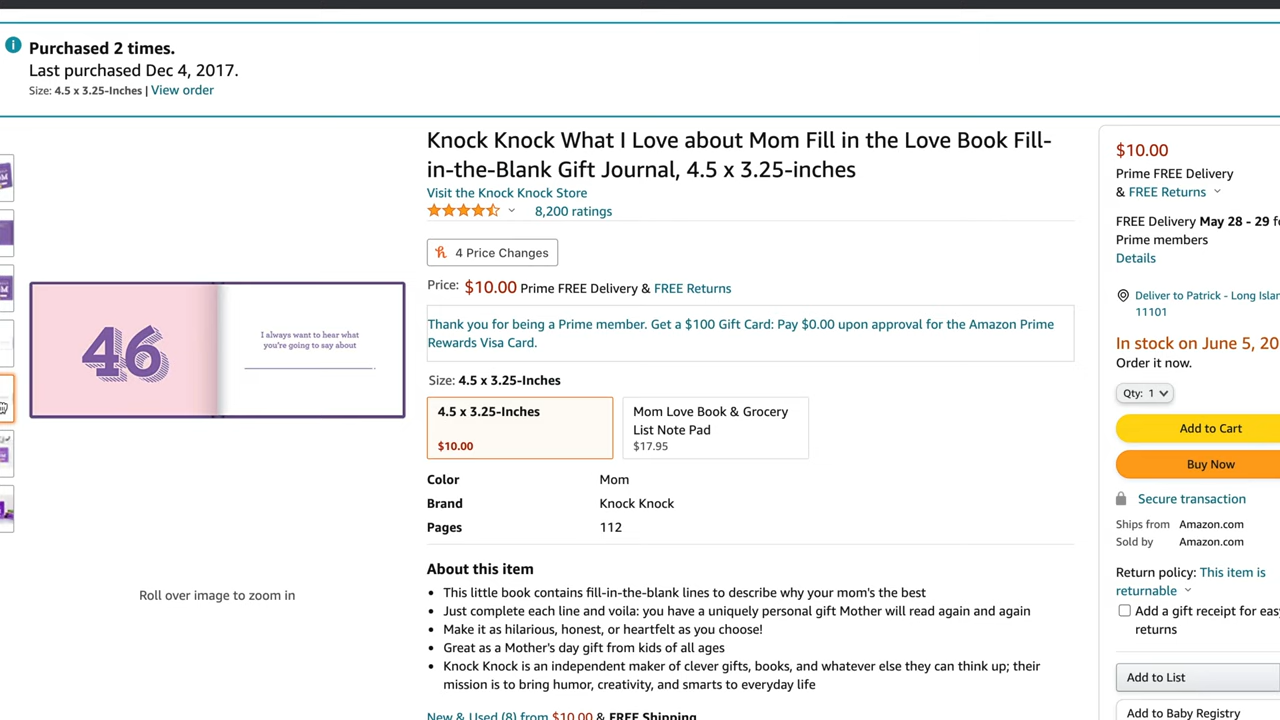 Purchased 2 times.
Last purchased Dec 4, 2017.
Size: 4.5 x 3.25-Inches | View order
Knock Knock What I Love about Mom Fill in the Love Book Fill-
in-the-Blank Gift Journal, 4.5 x 3.25-inches
Visit the Knock Knock Store
8,200 ratings
4 Price Changes
Price: $10.00 Prime FREE Delivery & FREE Returns
Thank you for being a Prime member. Get a $100 Gift Card: Pay $0.00 upon approval for the Amazon Prime
Rewards Visa Card.
46
I always want to hear what
you're going to say about
Roll over image to zoom in
Size: 4.5 x 3.25-Inches
4.5 x 3.25-Inches
$10.00
Mom Love Book & Grocery
List Note Pad
$17.95
Color Mom
Brand Knock Knock
Pages 112
About this item
This little book contains fill-in-the-blank lines to describe why your mom's the best
Just complete each line and voila: you have a uniquely personal gift Mother will read again and again
Make it as hilarious, honest, or heartfelt as you choose!
Great as a Mother's day gift from kids of all ages
Knock Knock is an independent maker of clever gifts, books, and whatever else they can think up; their
mission is to bring humor, creativity, and smarts to everyday life
New & Used (8) from $10.00 & FREE Shipping
$10.00
Prime FREE Delivery
& FREE Returns
FREE Delivery May 28 - 29
Prime members
Details
Deliver to Patrick - Long
11101
In stock on June 5,
Order it now.
Qty: 1
Add to Cart
Buy Now
Secure transaction
Ships from Amazon.com
Sold by Amazon.com
Return policy: This item is
returnable
Add a gift receipt for
returns
Add to List
Add to Baby Registry